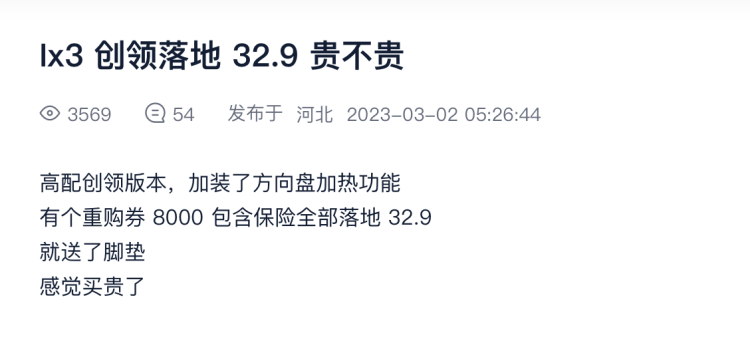 Ix3 创领落地 32.9 贵不贵
3569 54 发布于 河北 2023-03-02 05:26:44
高配创领版本，加装了方向盘加热功能
有个重购券 8000 包含保险全部落地 32.9
就送了脚垫
感觉买贵了